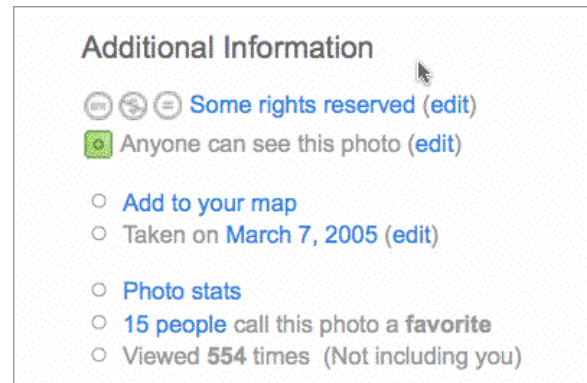 Additional Information
Some rights reserved (edit)
Anyone can see this photo (edit)
Add to your map
Taken on March 7, 2005 (edit)
Photo stats
15 people call this photo a favorite
Viewed 554 times (Not including you)